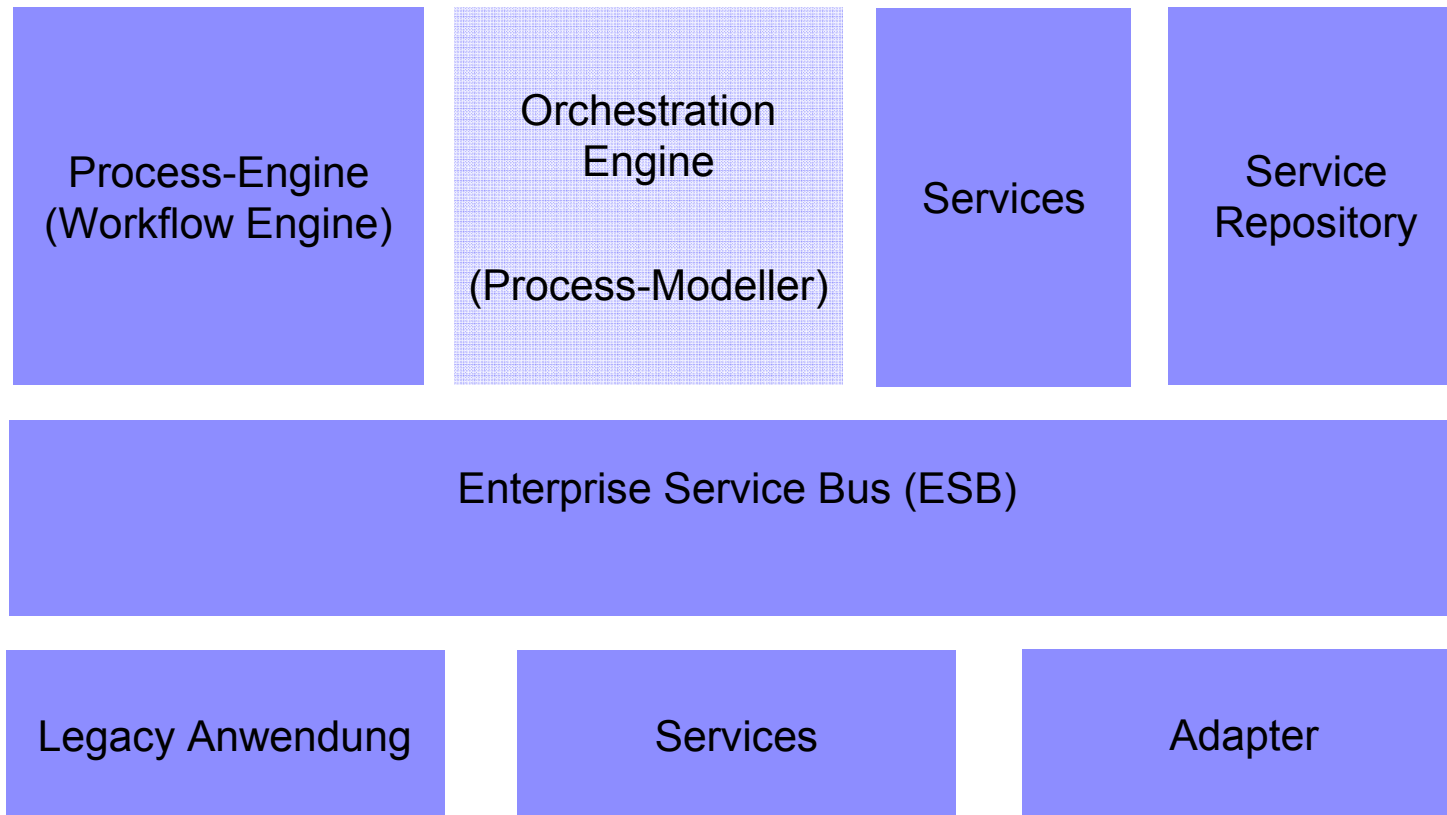 Process-Engine
(Workflow Engine)
Orchestration
Engine
(Process-Modeller)
Services
Service
Repository
Enterprise Service Bus (ESB)
Legacy Anwendung
Services
Adapter